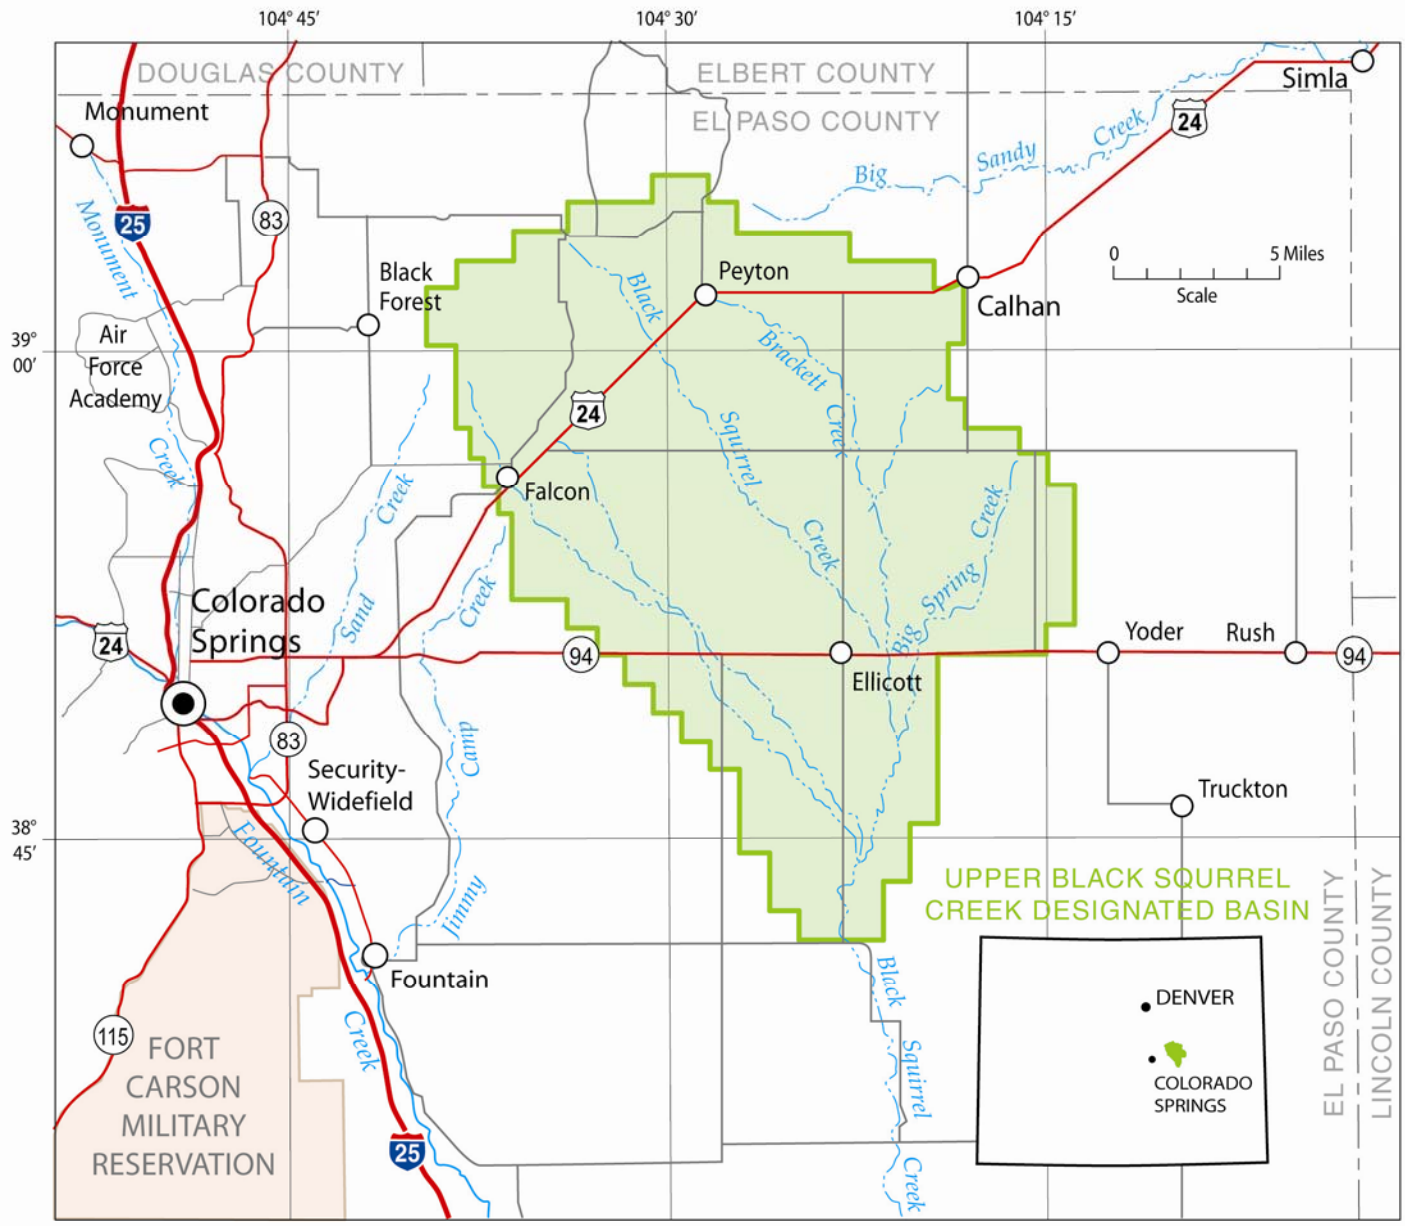 104° 45'
104° 30'
104° 15'
DOUGLAS COUNTY
ELBERT COUNTY
EL PASO COUNTY
Simla
Monument
24
Creek
Sandy
Big
25
83
Monument
Black
Forest
Black
Peyton
0
5 Miles
Scale
Calhan
39°
00'
Air
Force
Academy
Brackett
Creek
24
Squirrel
Creek
Creek
Falcon
Creek
Creek
Creek
Spring
Big
Colorado
Springs
Sand
24
94
Ellicott
Yoder
Rush
94
83
Camp
Security-
Widefield
Truckton
38°
45'
Fountain
Jimmy
UPPER BLACK SQURREL
CREEK DESIGNATED BASIN
EL PASO COUNTY
LINCOLN COUNTY
Fountain
Black
Squirrel
Creek
DENVER
COLORADO
SPRINGS
115
Creek
FORT
CARSON
MILITARY
RESERVATION
25